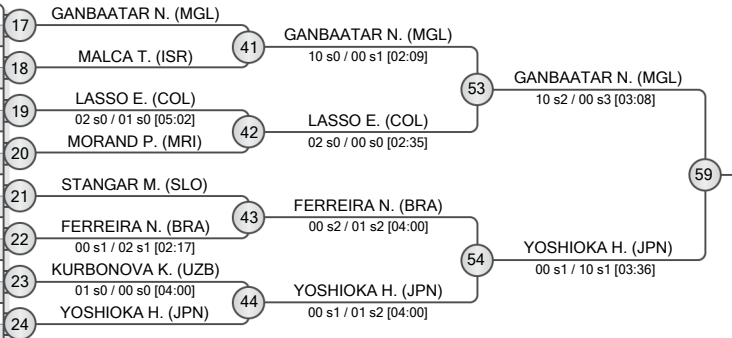 17
GANBAATAR N. (MGL)
18
MALCA T. (ISR)
19
LASSO E. (COL)
02 s0 / 01 s0 [05:02]
20
MORAND P. (MRI)
21
STANGAR M. (SLO)
22
FERREIRA N. (BRA)
00 s1 / 02 s1 [02:17]
23
KURBONOVA K. (UZB)
01 s0 / 00 s0 [04:00]
24
YOSHIOKA H. (JPN)
41
GANBAATAR N. (MGL)
10 s0 / 00 s1 [02:09]
42
LASSO E. (COL)
02 s0 / 00 s0 [02:35]
43
FERREIRA N. (BRA)
00 s2 / 01 s2 [04:00]
44
YOSHIOKA H. (JPN)
00 s1 / 01 s2 [04:00]
53
GANBAATAR N. (MGL)
10 s2 / 00 s3 [03:08]
54
YOSHIOKA H. (JPN)
00 s1 / 10 s1 [03:36]
59